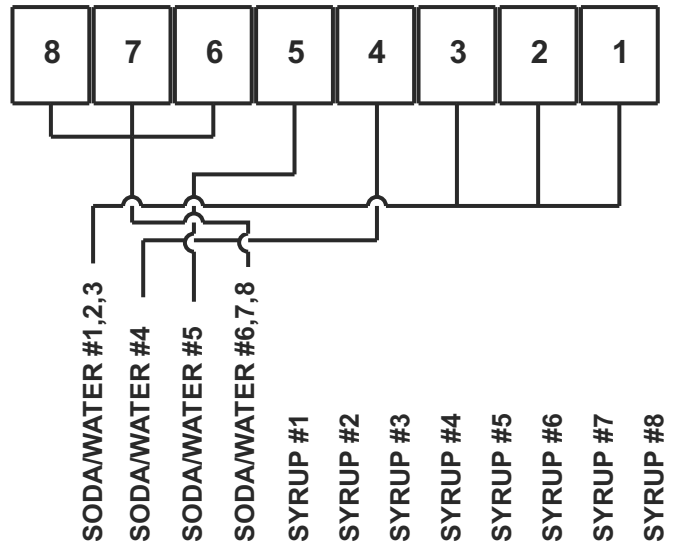 8 7 6 5 4 3 2 1
SODA/WATER #1,2,3
SODA/WATER #4
SODA/WATER #5
SODA/WATER #6,7,8
SYRUP #1
SYRUP #2
SYRUP #3
SYRUP #4
SYRUP #5
SYRUP #6
SYRUP #7
SYRUP #8